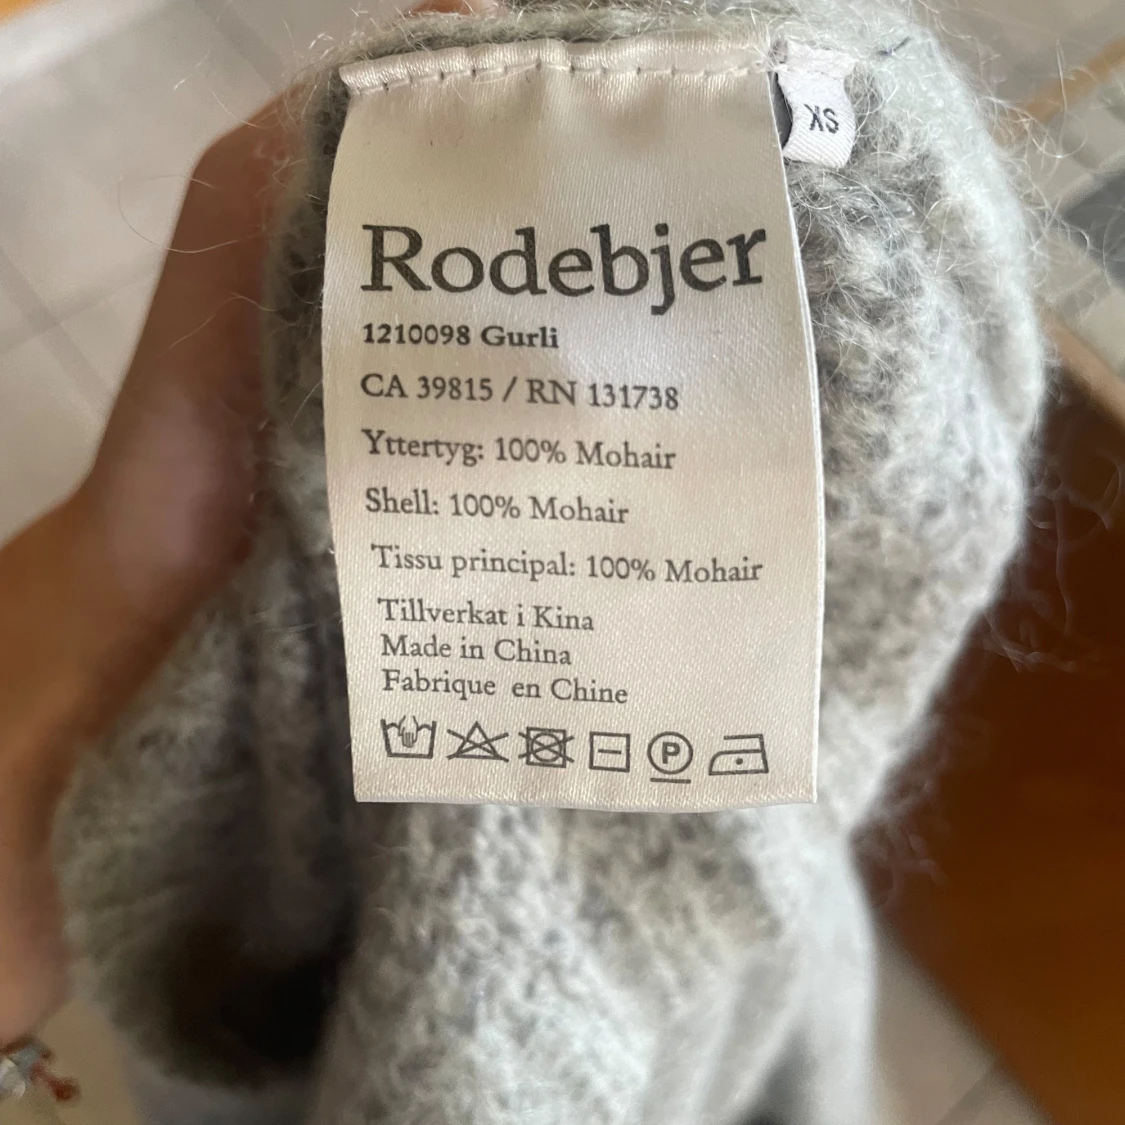 XS
Rodebjer
1210098 Gurli
CA 39815 / RN 131738
Yttertyg: 100% Mohair
Shell: 100% Mohair
Tissu principal: 100% Mohair
Tillverkat i Kina
Made in China
Fabrique en Chine
P